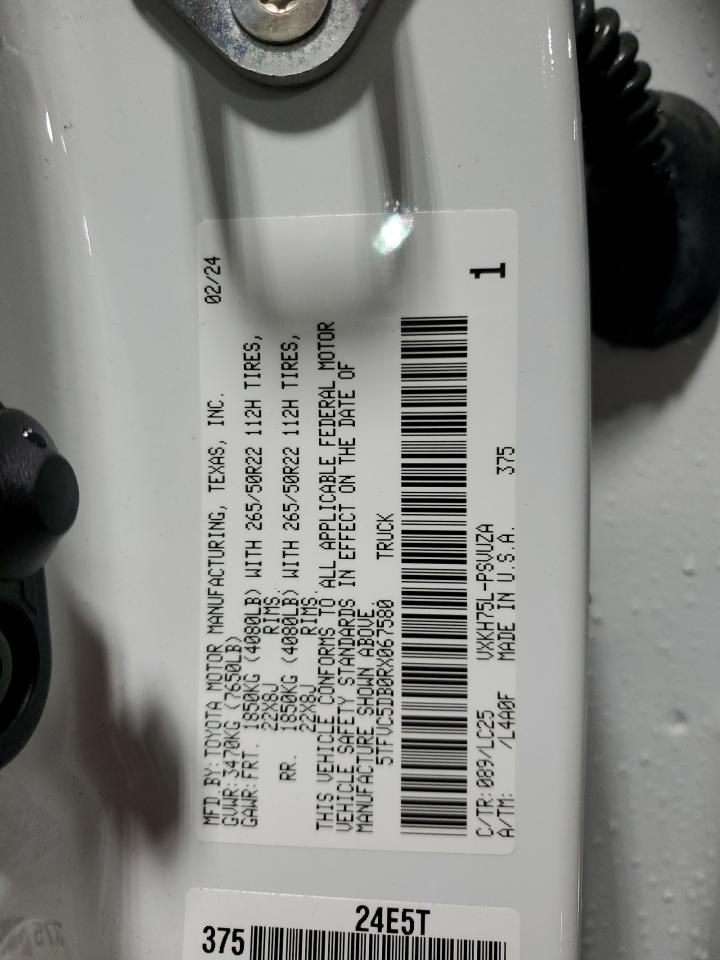 MFD BY: TOYOTA MOTOR MANUFACTURING, TEXAS, INC. 02/24
GVWR: 3470KG (7650LB)
GAWR: FRT. 1850KG (4080LB) WITH 265/50R22 112H TIRES,
22X8J RIMS.
RR. 1850KG (4080LB) WITH 265/50R22 112H TIRES,
22X8J RIMS.
THIS VEHICLE CONFORMS TO ALL APPLICABLE FEDERAL MOTOR
VEHICLE SAFETY STANDARDS IN EFFECT ON THE DATE OF
MANUFACTURE SHOWN ABOVE.
5TFVC5DB0RX067580 TRUCK
C/TR: 089/LC25 VXKH75L-PSVUZA 1
A/TM: /L4A0F MADE IN U.S.A. 375
24E5T
375